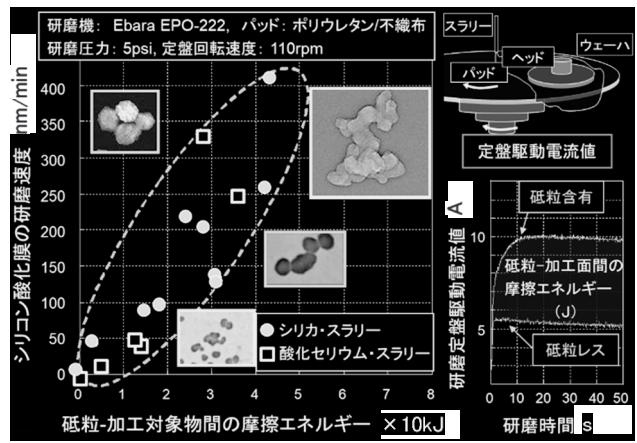 研磨機： Ebara EPO-222, パッド：ポリウレタン/不織布
研磨圧力：5psi, 定盤回転速度： 110rpm
シリコン酸化膜の研磨速度 nm/min
400
350
300
250
200
150
100
50
0
0 1 2 3 4 5 6 7 8
シリカ・スラリー
酸化セリウム・スラリー
砥粒-加工対象物間の摩擦エネルギー ×10kJ
スラリー
ヘッド
ウェーハ
パッド
定盤駆動電流値
研磨定盤駆動電流値 A
10
5
0 10 20 30 40 50
砥粒含有
砥粒-加工面間の
摩擦エネルギー
（J）
砥粒レス
研磨時間 s